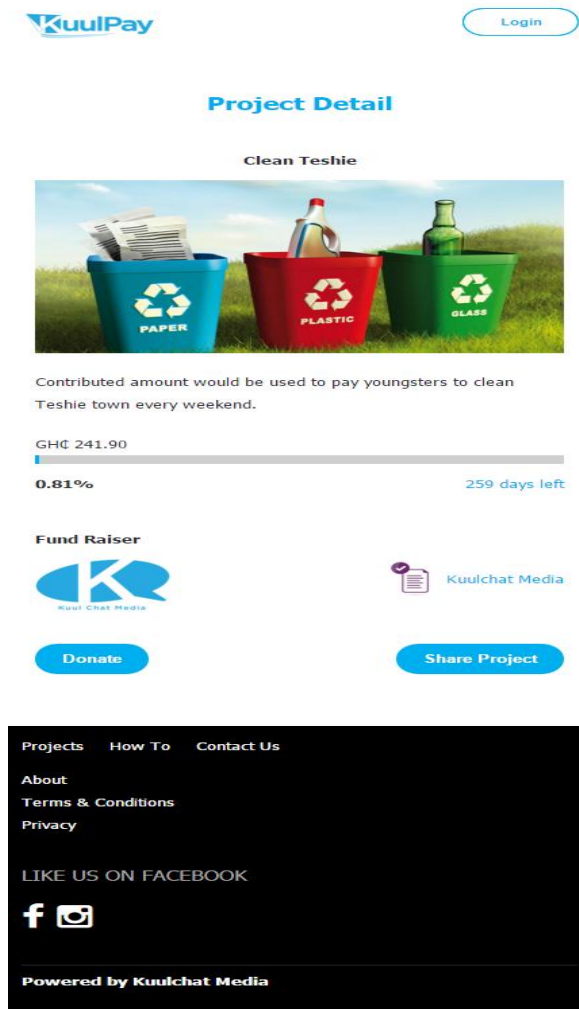 KuulPay
Login
Project Detail
Clean Teshie
PAPER
PLASTIC
GLASS
Contributed amount would be used to pay youngsters to clean
Teshie town every weekend.
GH₵ 241.90
0.81%
259 days left
Fund Raiser
Kuul Chat Media
Kuulchat Media
Donate
Share Project
Projects How To Contact Us
About
Terms & Conditions
Privacy
LIKE US ON FACEBOOK
Powered by Kuulchat Media